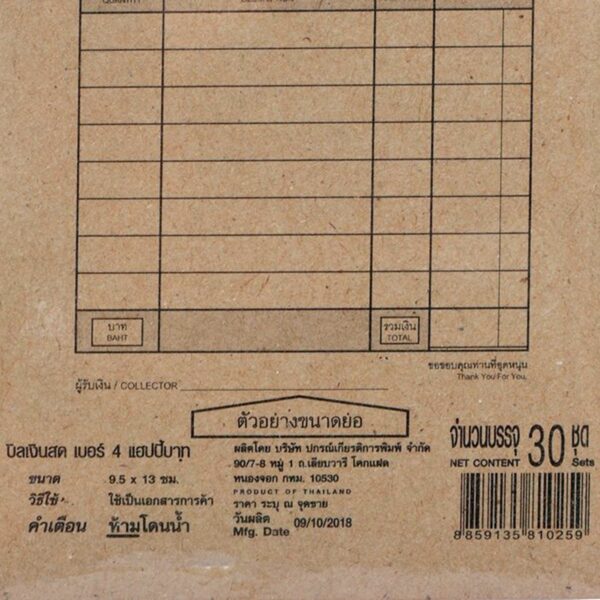 บาท
BAHT
รวมเงิน
TOTAL
ขอขอบคุณท่านที่อุดหนุน
Thank You For You.
ผู้รับเงิน / COLLECTOR
ตัวอย่างขนาดย่อ
บิลเงินสด เบอร์ 4 แฮปปี้บาท
ขนาด 9.5 x 13 ซม.
วิธีใช้ ใช้เป็นเอกสารการค้า
คำเตือน ห้ามโดนน้ำ
ผลิตโดย บริษัท ปกรณ์เกียรติการพิมพ์ จำกัด
90/7-8 หมู่ 1 ถ.เลียบวารี โคกแฝด
หนองจอก กทม. 10530
PRODUCT OF THAILAND
ราคา ระบุ ณ จุดขาย
วันผลิต 09/10/2018
Mfg. Date
จำนวนบรรจุ 30 ชุด
NET CONTENT Sets
8859135810259